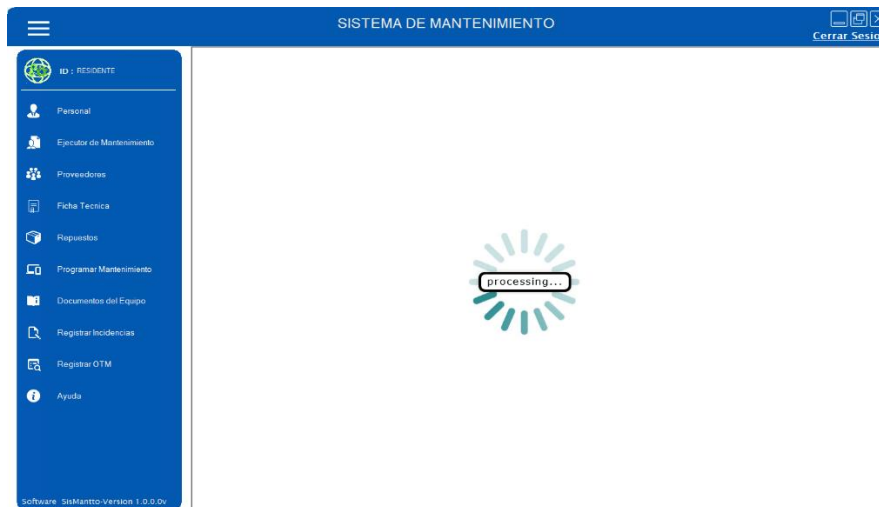 SISTEMA DE MANTENIMIENTO
Cerrar Sesio
ID : RESIDENTE
Personal
Ejecutor de Mantenimiento
Proveedores
Ficha Tecnica
Repuestos
Programar Mantenimiento
Documentos del Equipo
Registrar Incidencias
Registrar OTM
Ayuda
processing...
Software SisMantto-Version 1.0.0.0v